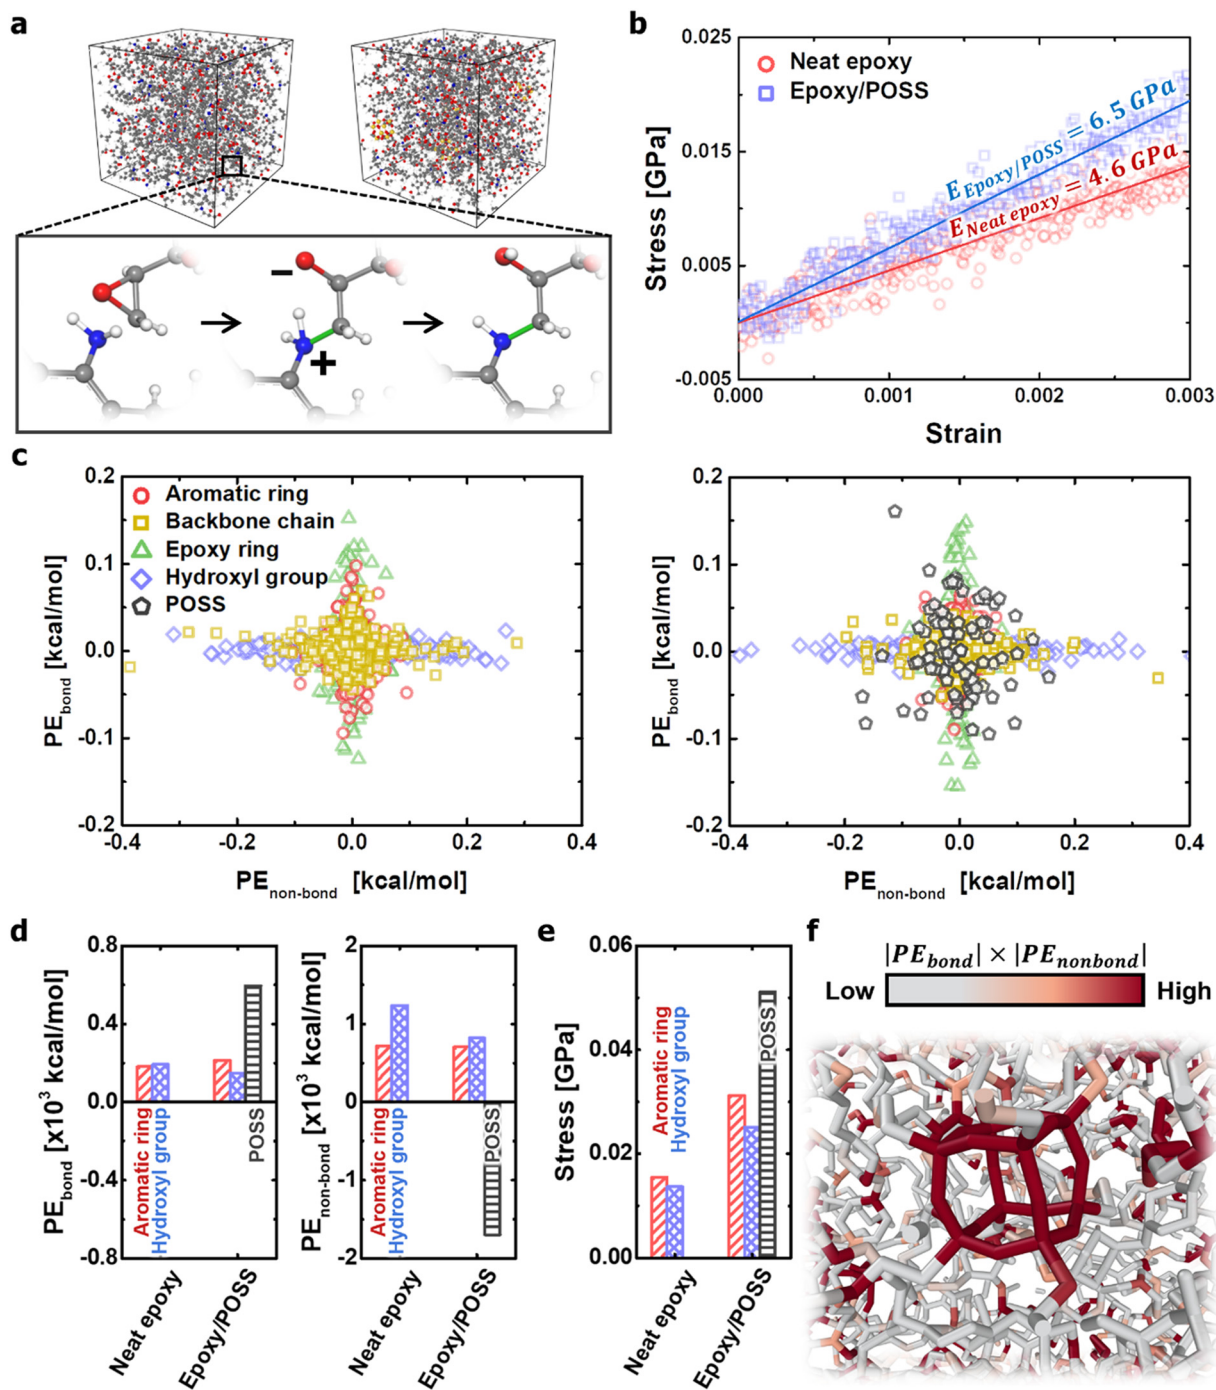 a
−
+
b
Stress [GPa]
0.025
0.015
0.005
-0.005
Neat epoxy
Epoxy/POSS
E_Epoxy/POSS = 6.5 GPa
E_Neat epoxy = 4.6 GPa
0.000 0.001 0.002 0.003
Strain
c
PE_bond [kcal/mol]
0.2
0.1
0.0
-0.1
-0.2
Aromatic ring
Backbone chain
Epoxy ring
Hydroxyl group
POSS
-0.4 -0.2 0.0 0.2 0.4
PE_non-bond [kcal/mol]
PE_bond [kcal/mol]
0.2
0.1
0.0
-0.1
-0.2
-0.4 -0.2 0.0 0.2 0.4
PE_non-bond [kcal/mol]
d
PE_bond [x10³ kcal/mol]
0.8
0.4
0.0
-0.4
-0.8
Aromatic ring
Hydroxyl group
POSS
Neat epoxy
Epoxy/POSS
PE_non-bond [x10³ kcal/mol]
2
1
0
-1
-2
Aromatic ring
Hydroxyl group
POSS
Neat epoxy
Epoxy/POSS
e
Stress [GPa]
0.06
0.04
0.02
0.00
Aromatic ring
Hydroxyl group
POSS
Neat epoxy
Epoxy/POSS
f
|PE_bond| × |PE_nonbond|
Low High